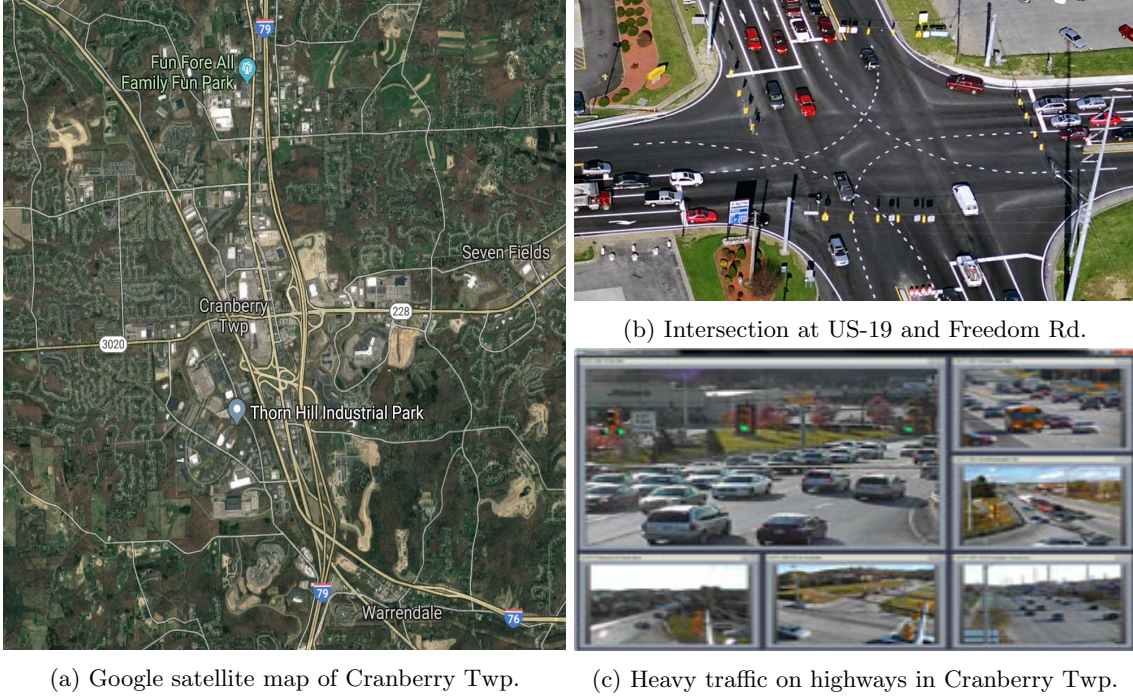 79
Fun Fore All
Family Fun Park
Seven Fields
Cranberry
Twp
228
3020
Thorn Hill Industrial Park
79
Warrendale
76
(a) Google satellite map of Cranberry Twp.
(b) Intersection at US-19 and Freedom Rd.
(c) Heavy traffic on highways in Cranberry Twp.